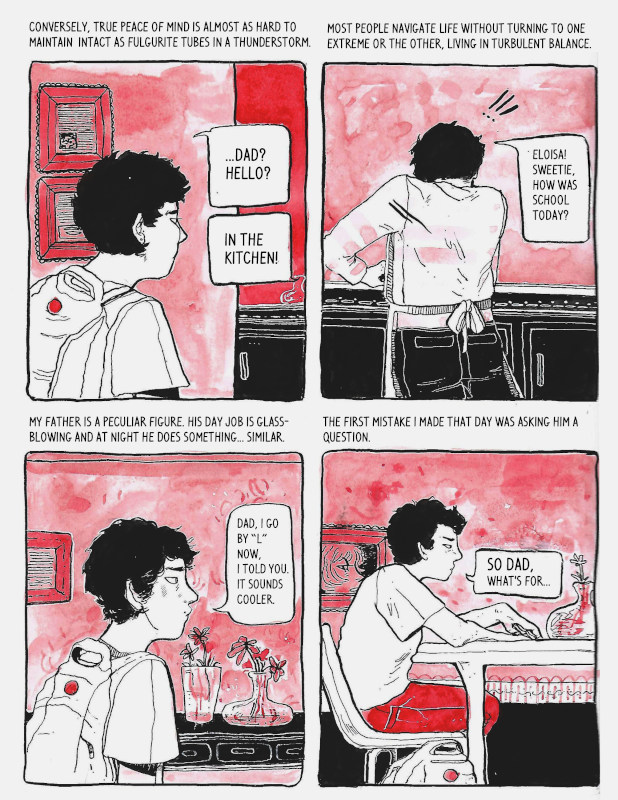 CONVERSELY, TRUE PEACE OF MIND IS ALMOST AS HARD TO
MAINTAIN INTACT AS FULGURITE TUBES IN A THUNDERSTORM.
...DAD?
HELLO?
IN THE
KITCHEN!
MOST PEOPLE NAVIGATE LIFE WITHOUT TURNING TO ONE
EXTREME OR THE OTHER, LIVING IN TURBULENT BALANCE.
ELOISA!
SWEETIE,
HOW WAS
SCHOOL
TODAY?
MY FATHER IS A PECULIAR FIGURE. HIS DAY JOB IS GLASS-
BLOWING AND AT NIGHT HE DOES SOMETHING... SIMILAR.
DAD, I GO
BY "L"
NOW,
I TOLD YOU.
IT SOUNDS
COOLER.
THE FIRST MISTAKE I MADE THAT DAY WAS ASKING HIM A
QUESTION.
SO DAD,
WHAT'S FOR...